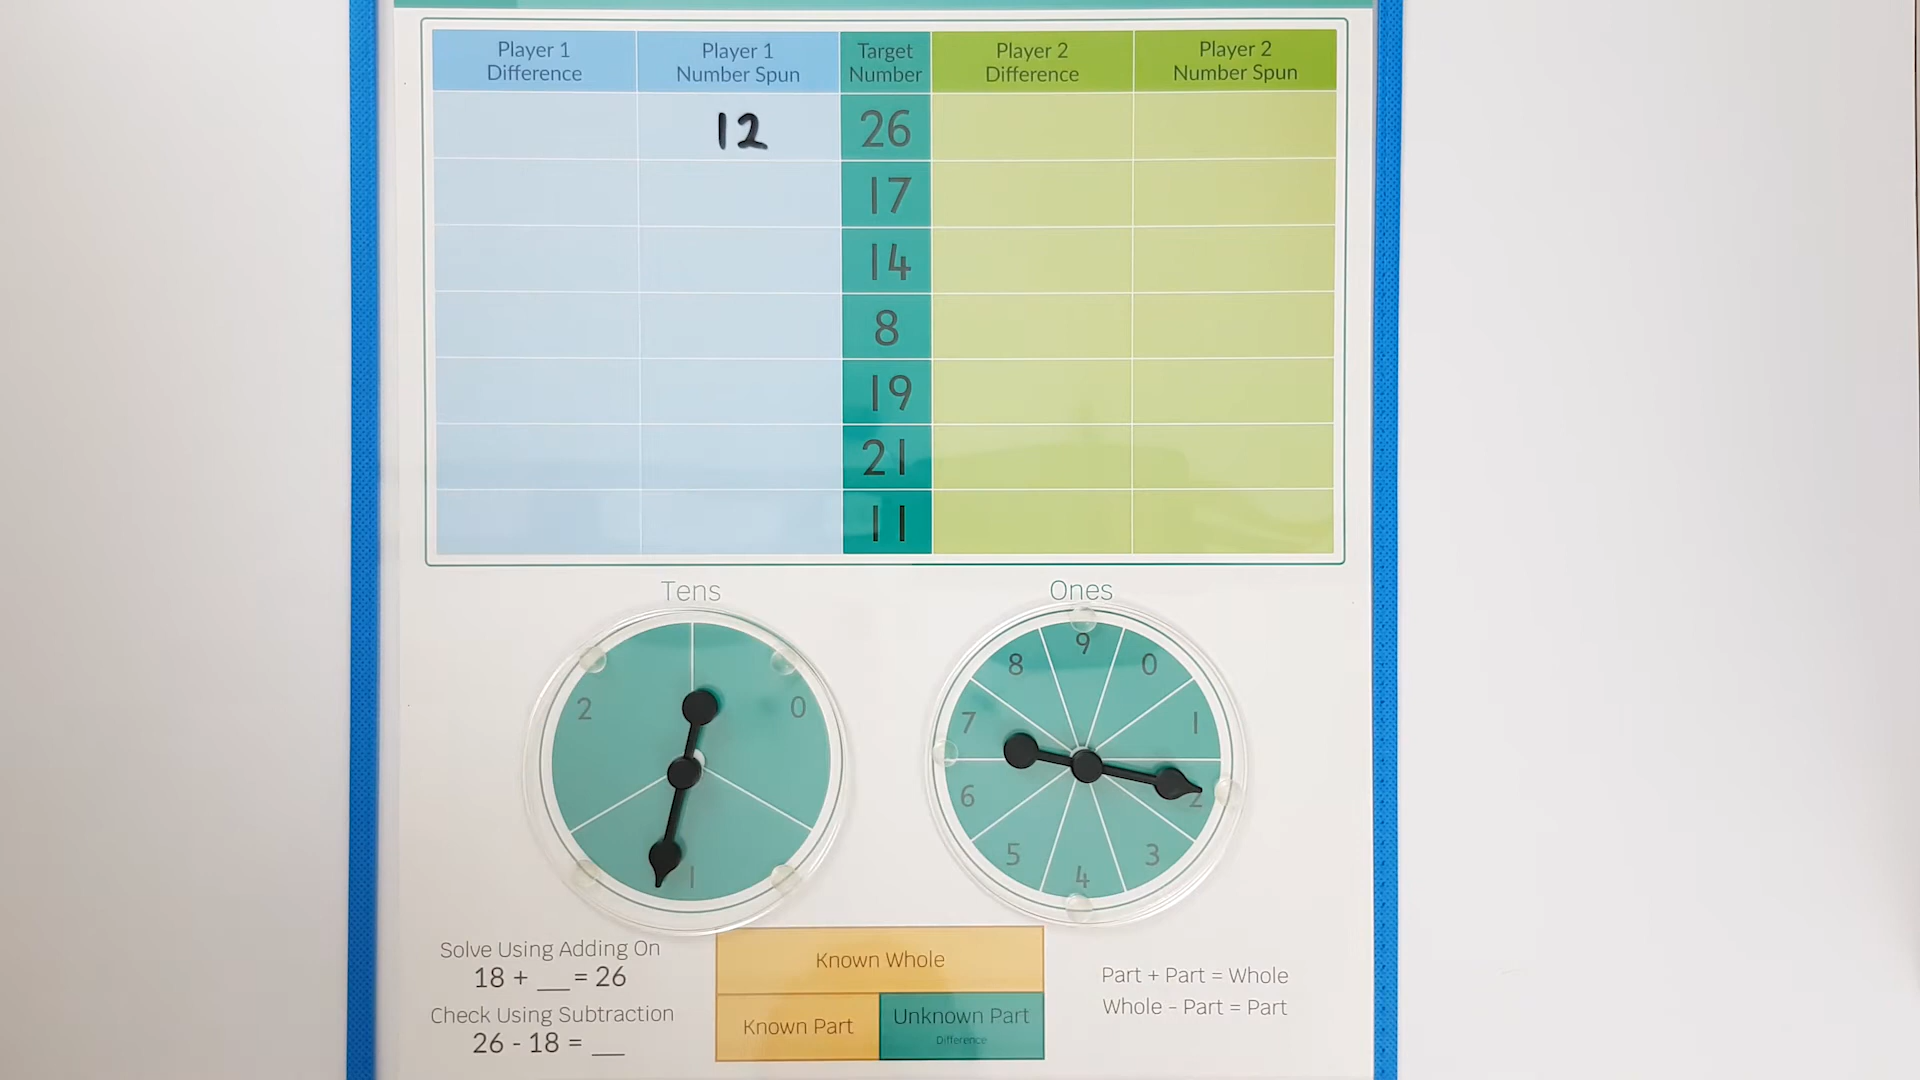 Player 1
Difference
Player 1
Number Spun
Target
Number
Player 2
Difference
Player 2
Number Spun
12
26
17
14
8
19
21
11
Tens
Ones
2
0
1
9
0
1
2
3
4
5
6
7
8
Solve Using Adding On
18 + __ = 26
Check Using Subtraction
26 - 18 = __
Known Whole
Known Part
Unknown Part
Difference
Part + Part = Whole
Whole - Part = Part